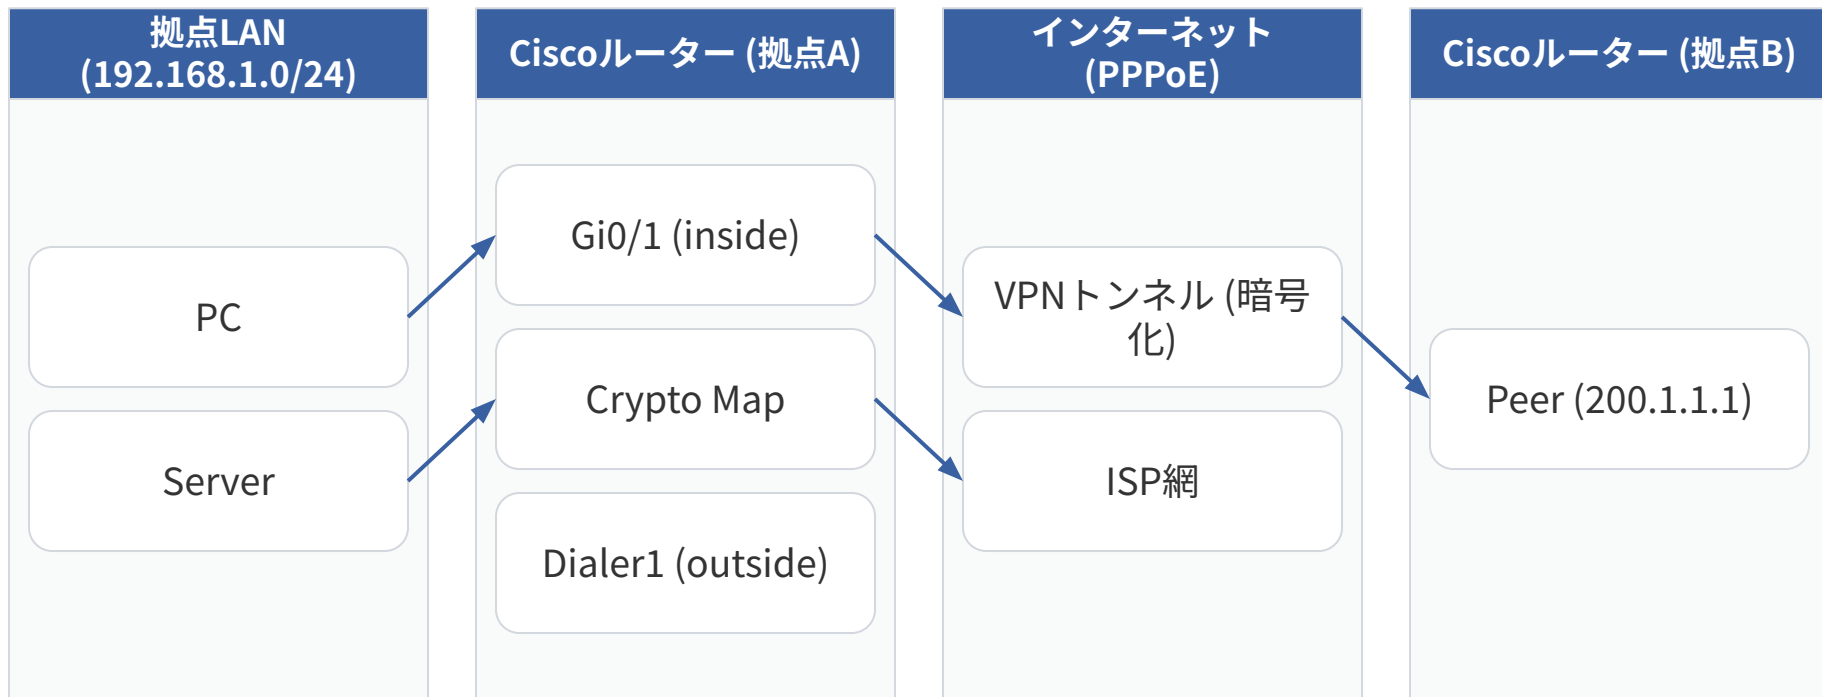 拠点LAN
(192.168.1.0/24)
Ciscoルーター (拠点A)
インターネット
(PPPoE)
Ciscoルーター (拠点B)
PC
Server
Gi0/1 (inside)
Crypto Map
Dialer1 (outside)
VPNトンネル (暗号
化)
ISP網
Peer (200.1.1.1)